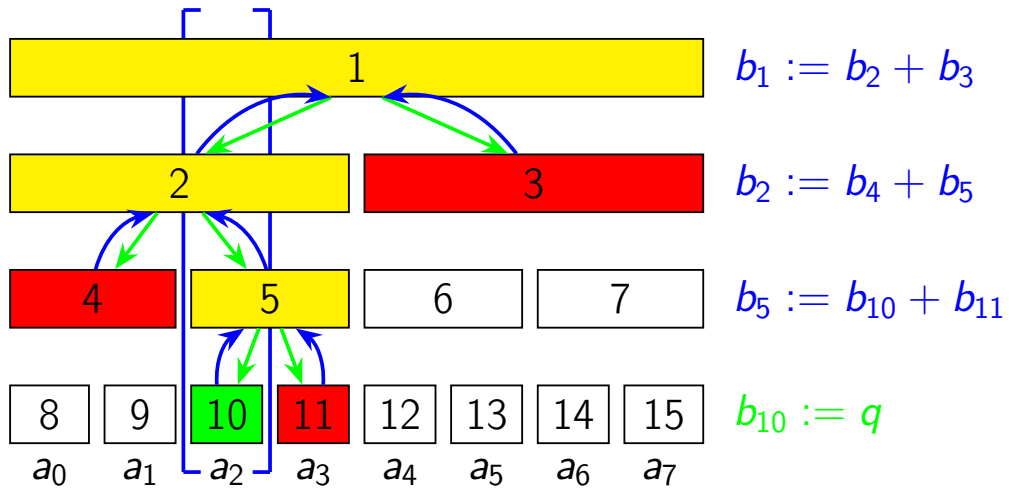 1 b₁ := b₂ + b₃
2 3 b₂ := b₄ + b₅
4 5 6 7 b₅ := b₁₀ + b₁₁
8 9 10 11 12 13 14 15 b₁₀ := q
a₀ a₁ a₂ a₃ a₄ a₅ a₆ a₇